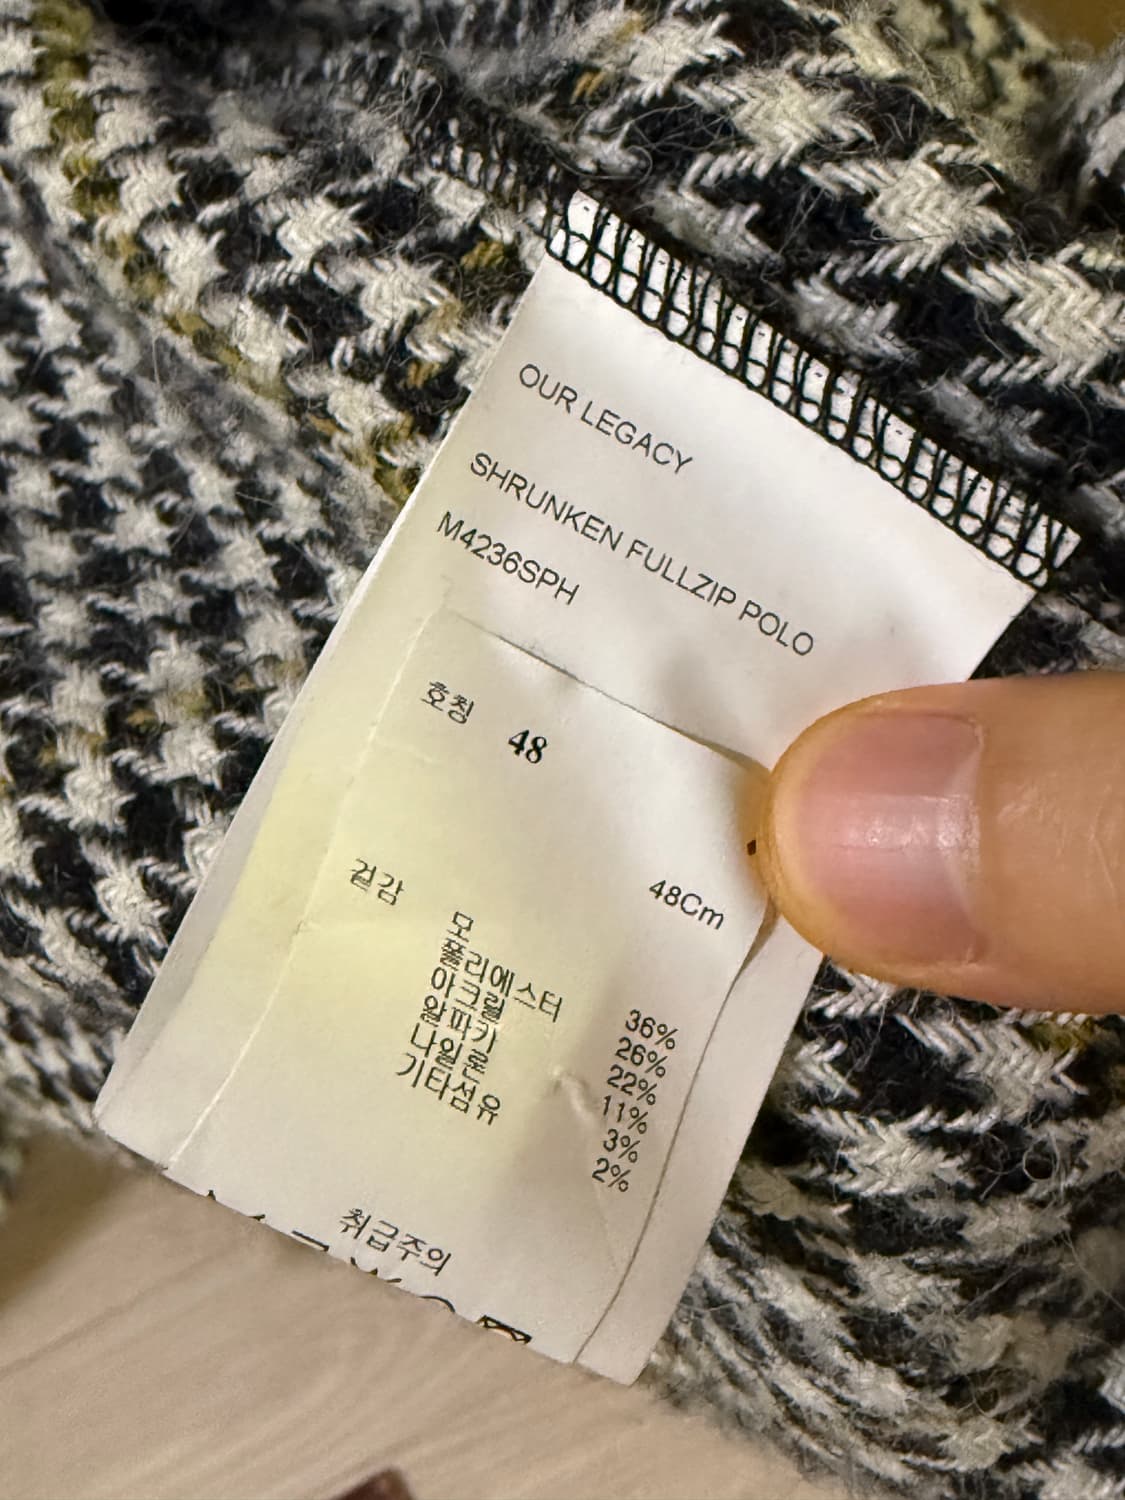 OUR LEGACY
SHRUNKEN FULLZIP POLO
M4236SPH
호칭 48
48Cm
겉감
모 36%
폴리에스터 26%
아크릴 22%
알파카 11%
나일론 3%
기타섬유 2%
취급주의